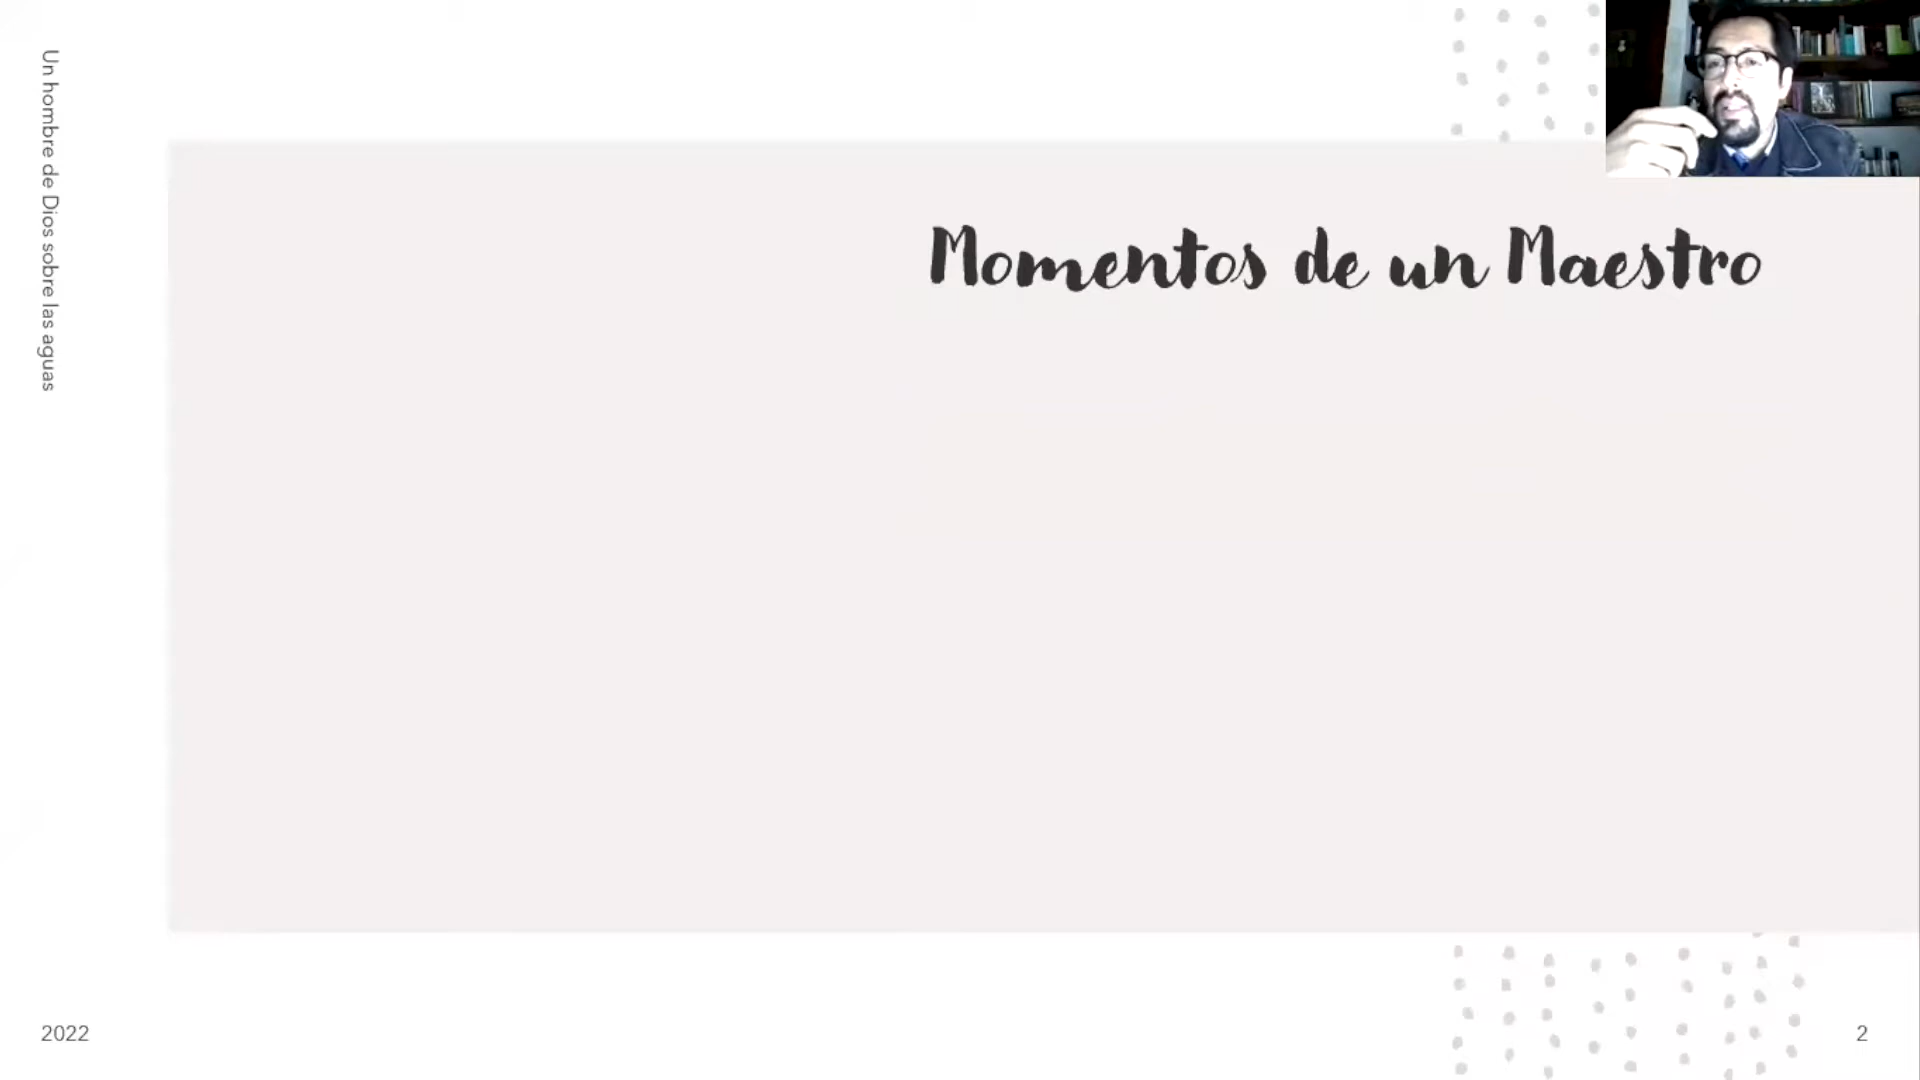 Un hombre de Dios sobre las aguas
Momentos de un Maestro
2022
2